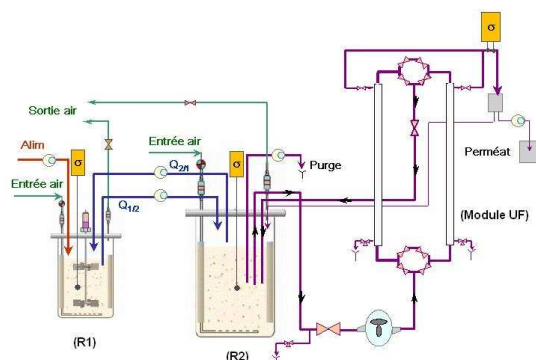 σ
Sortie air
Entrée air
Alim
σ
Q2/1
σ
Purge
Perméat
Entrée air
Q1/2
(Module UF)
(R1)
(R2)